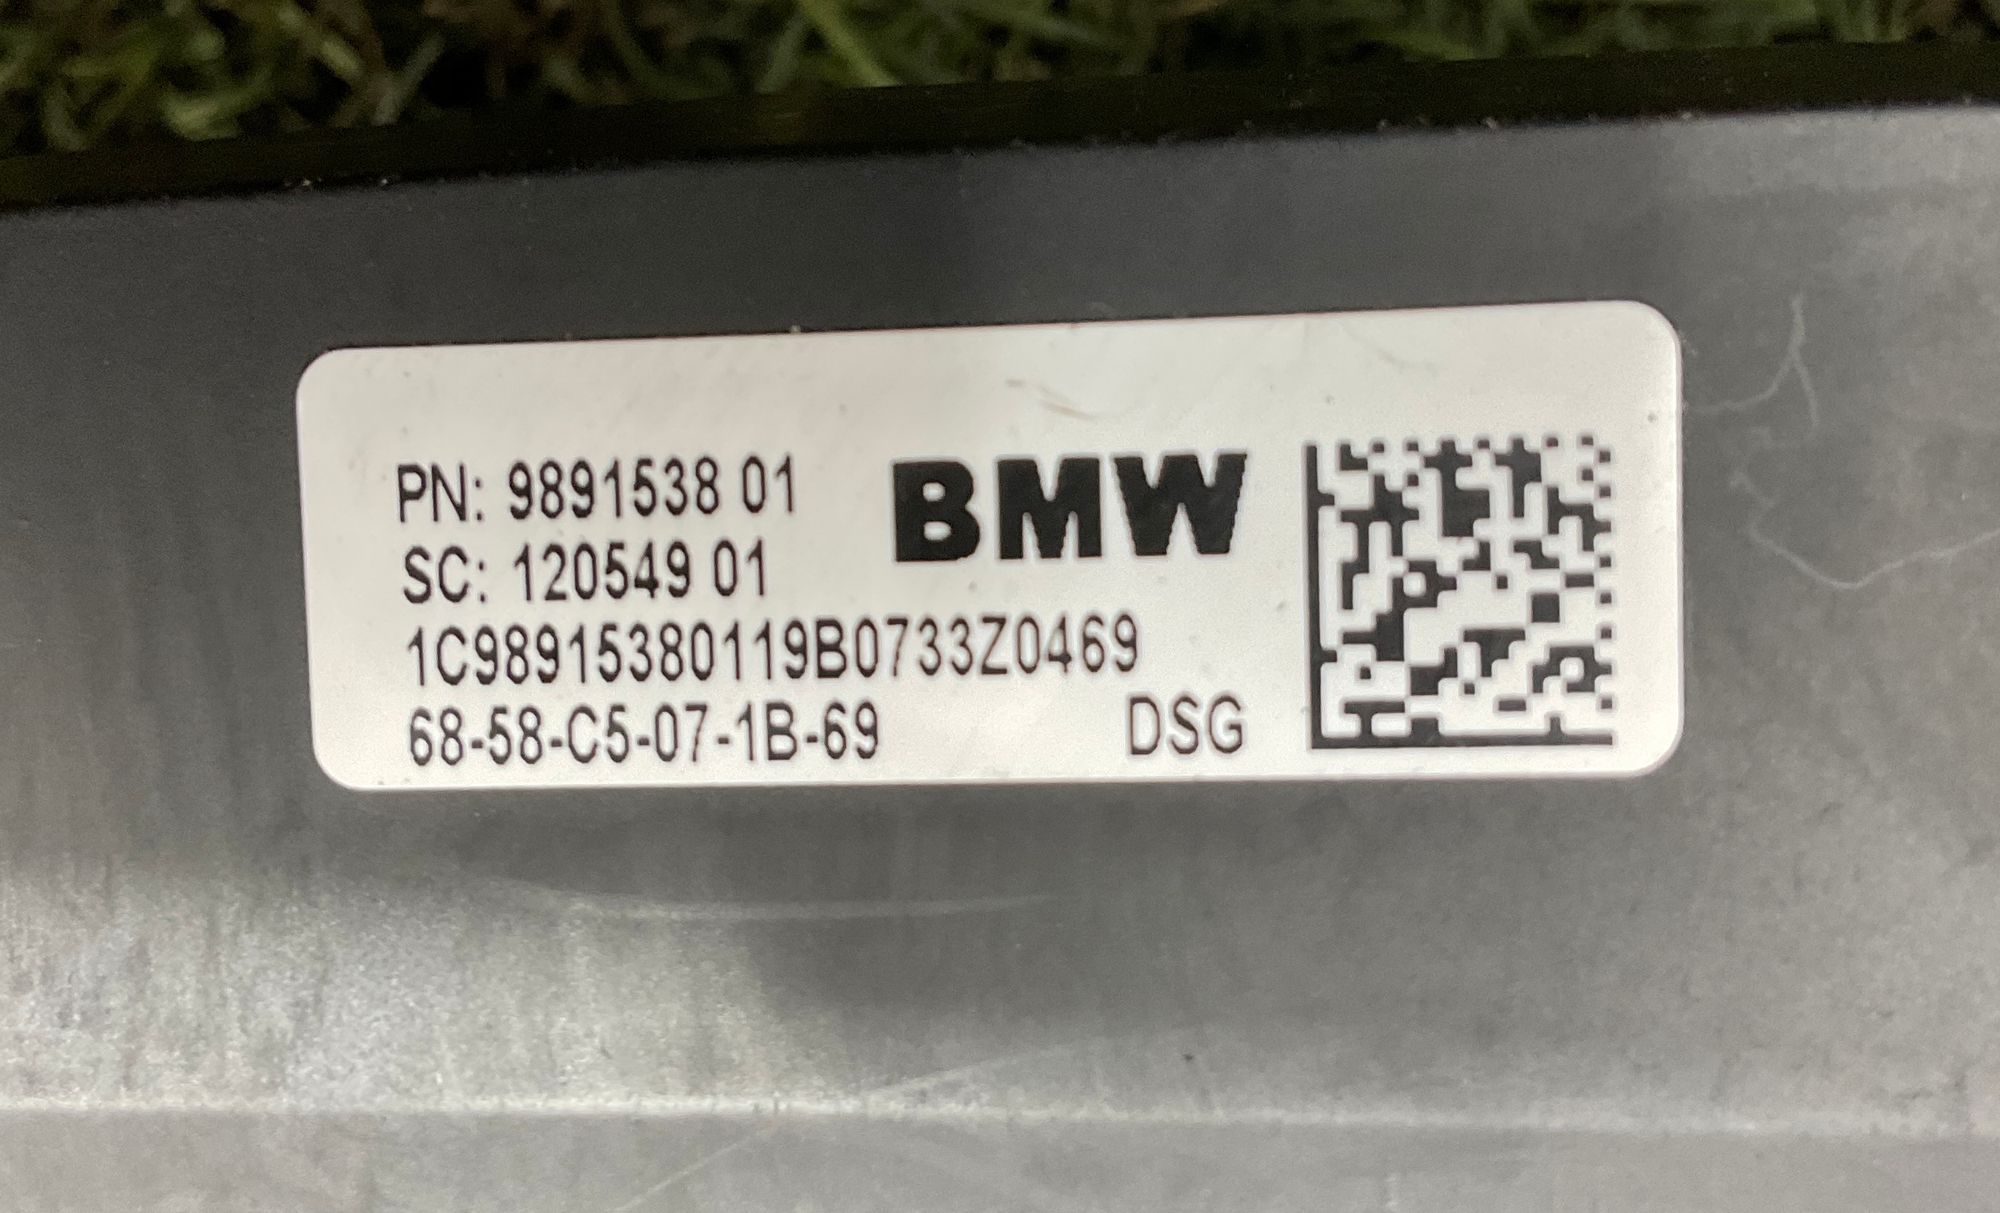 PN: 9891538 01
BMW
SC: 120549 01
1C98915380119B0733Z0469
68-58-C5-07-1B-69
DSG